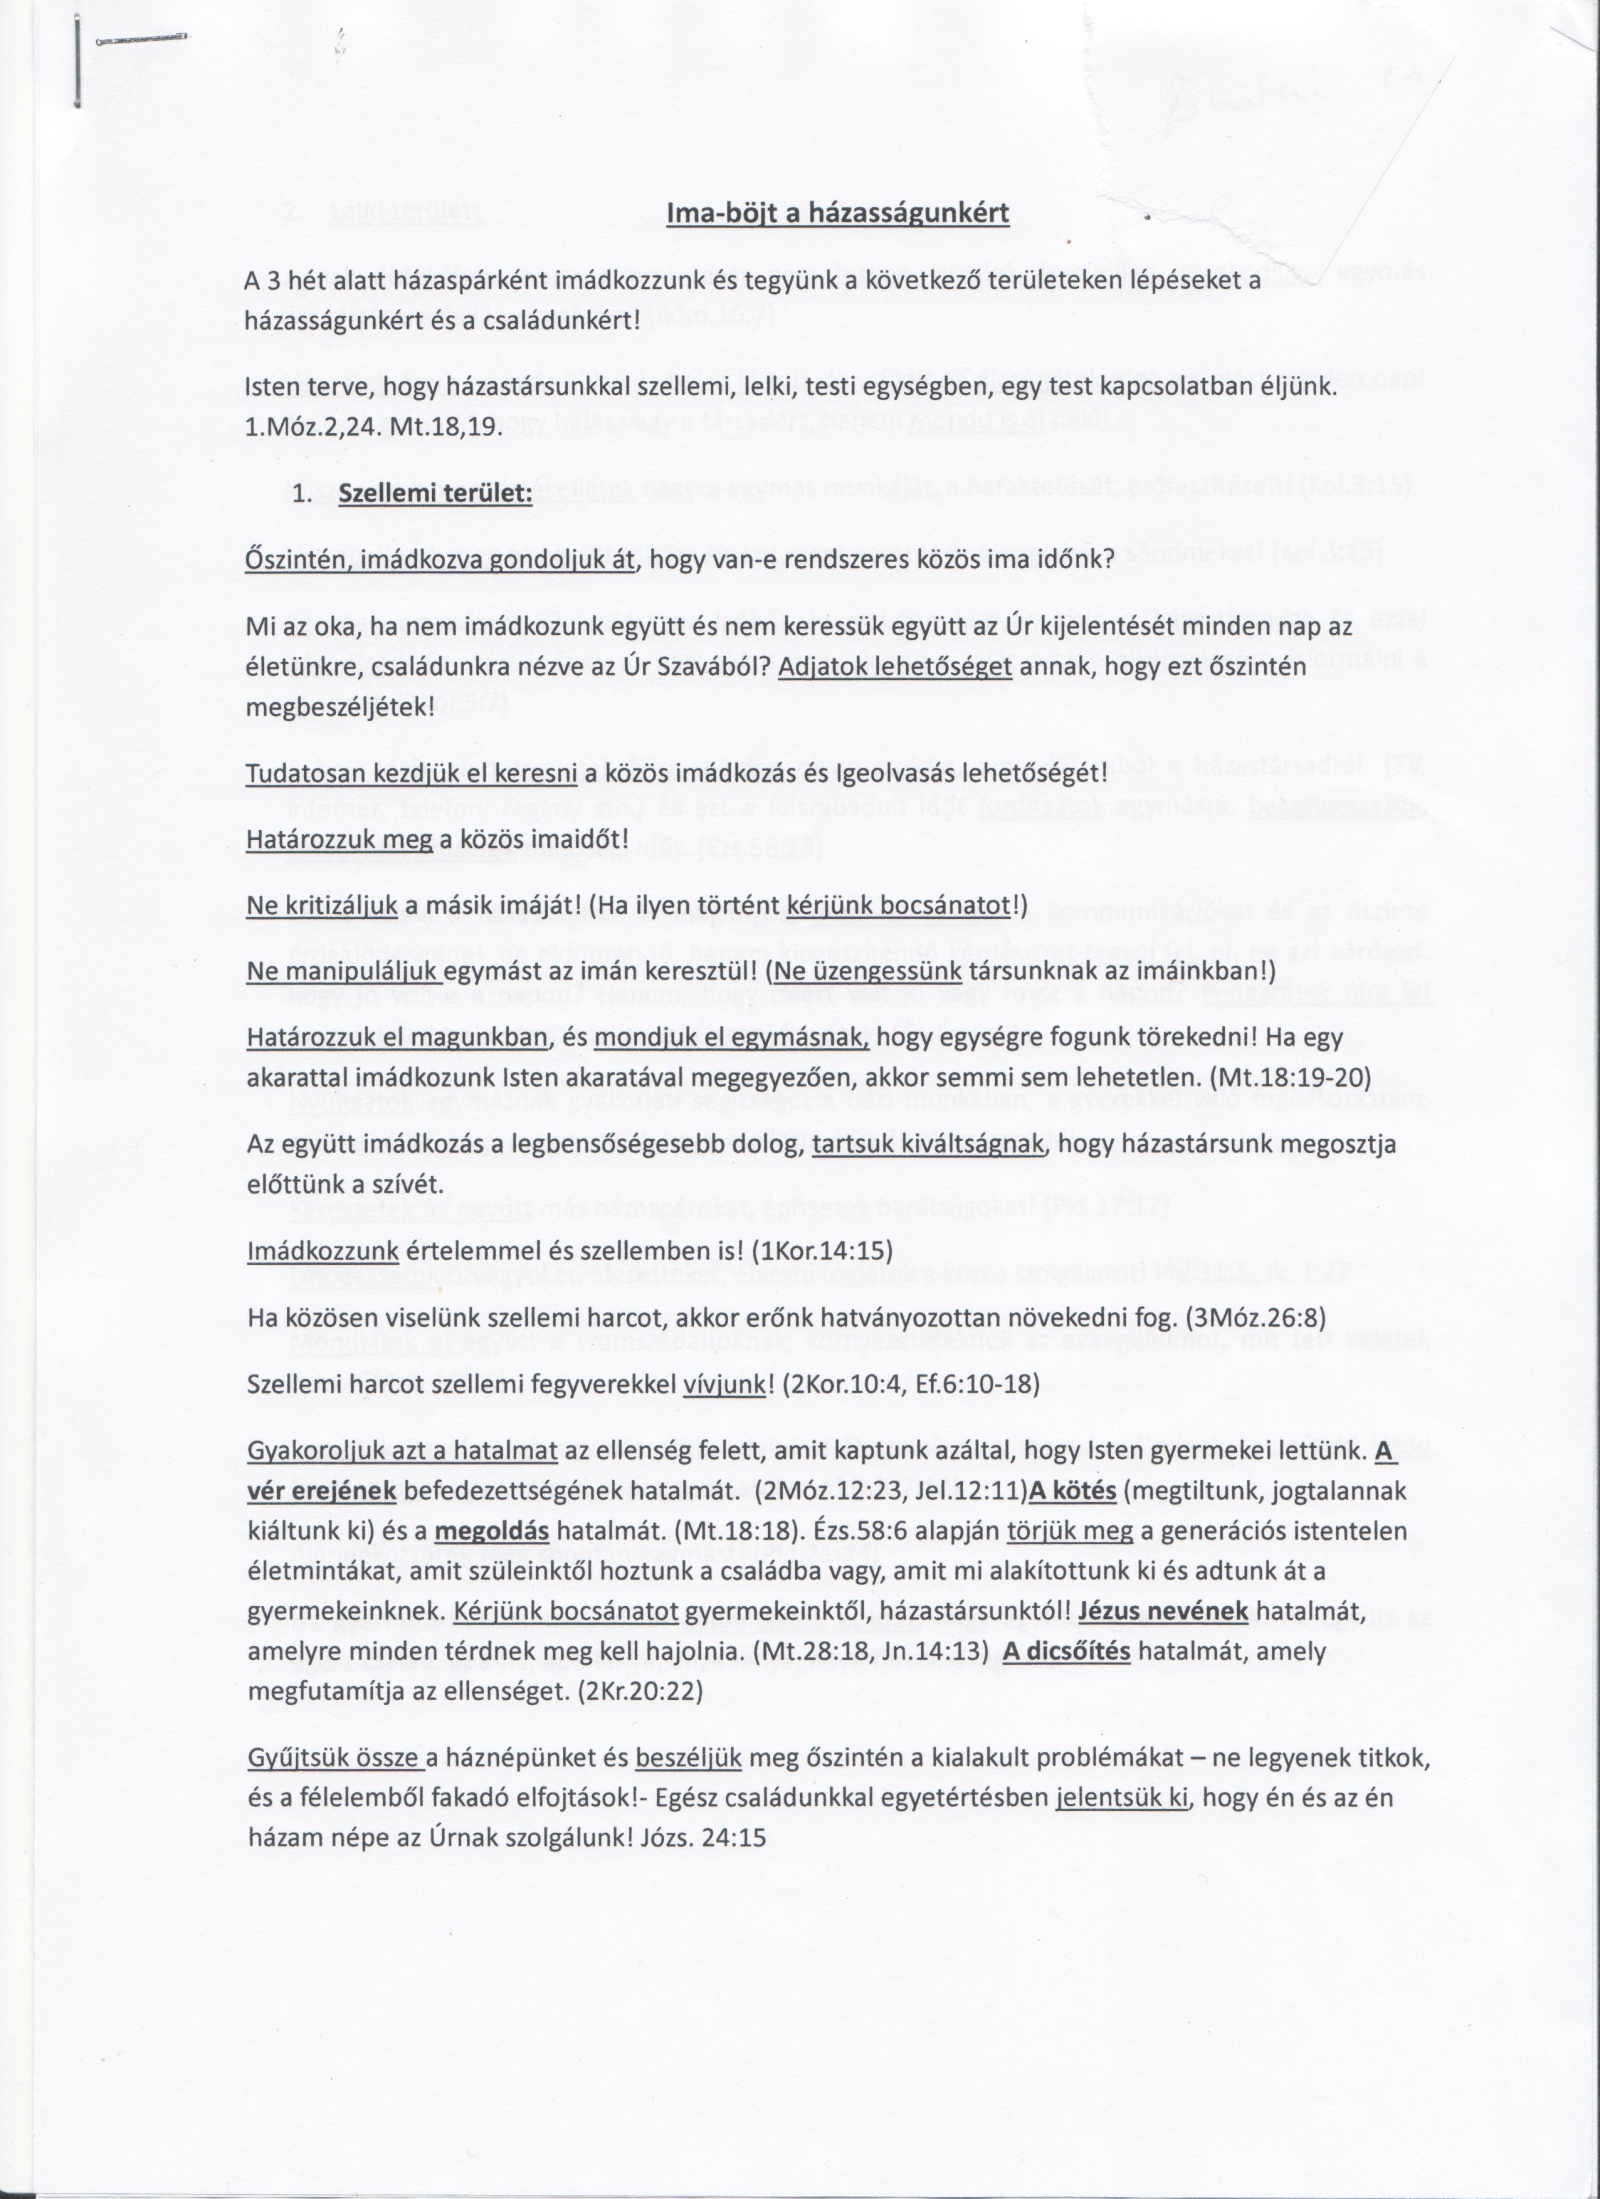 Ima-böjt a házasságunkért
A 3 hét alatt házaspárként imádkozzunk és tegyünk a következő területeken lépéseket a
házasságunkért és a családunkért!
Isten terve, hogy házastársunkkal szellemi, lelki, testi egységben, egy test kapcsolatban éljünk.
1.Móz.2,24. Mt.18,19.
1. Szellemi terület:
Őszintén, imádkozva gondoljuk át, hogy van-e rendszeres közös ima időnk?
Mi az oka, ha nem imádkozunk együtt és nem keressük együtt az Úr kijelentését minden nap az
életünkre, családunkra nézve az Úr Szavából? Adjatok lehetőséget annak, hogy ezt őszintén
megbeszéljétek!
Tudatosan kezdjük el keresni a közös imádkozás és Igeolvasás lehetőségét!
Határozzuk meg a közös imaidőt!
Ne kritizáljuk a másik imáját! (Ha ilyen történt kérjünk bocsánatot!)
Ne manipuláljuk egymást az imán keresztül! (Ne üzengessünk társunknak az imáinkban!)
Határozzuk el magunkban, és mondjuk el egymásnak, hogy egységre fogunk törekedni! Ha egy
akarattal imádkozunk Isten akaratával megegyezően, akkor semmi sem lehetetlen. (Mt.18:19-20)
Az együtt imádkozás a legbensőségesebb dolog, tartsuk kiváltságnak, hogy házastársunk megosztja
előttünk a szívét.
Imádkozzunk értelemmel és szellemben is! (1Kor.14:15)
Ha közösen viselünk szellemi harcot, akkor erőnk hatványozottan növekedni fog. (3Móz.26:8)
Szellemi harcot szellemi fegyverekkel vívjunk! (2Kor.10:4, Ef.6:10-18)
Gyakoroljuk azt a hatalmat az ellenség felett, amit kaptunk azáltal, hogy Isten gyermekei lettünk. A
vér erejének befedezettségének hatalmát. (2Móz.12:23, Jel.12:11)A kötés (megtiltunk, jogtalannak
kiáltunk ki) és a megoldás hatalmát. (Mt.18:18). Ézs.58:6 alapján törjük meg a generációs istentelen
életmintákat, amit szüleinktől hoztunk a családba vagy, amit mi alakítottunk ki és adtunk át a
gyermekeinknek. Kérjünk bocsánatot gyermekeinktől, házastársunktól! Jézus nevének hatalmát,
amelyre minden térdnek meg kell hajolnia. (Mt.28:18, Jn.14:13) A dicsőítés hatalmát, amely
megfutamítja az ellenséget. (2Kr.20:22)
Gyűjtsük össze a háznépünket és beszéljük meg őszintén a kialakult problémákat – ne legyenek titkok,
és a félelemből fakadó elfojtások!- Egész családunkkal egyetértésben jelentsük ki, hogy én és az én
házam népe az Úrnak szolgálunk! Józs. 24:15